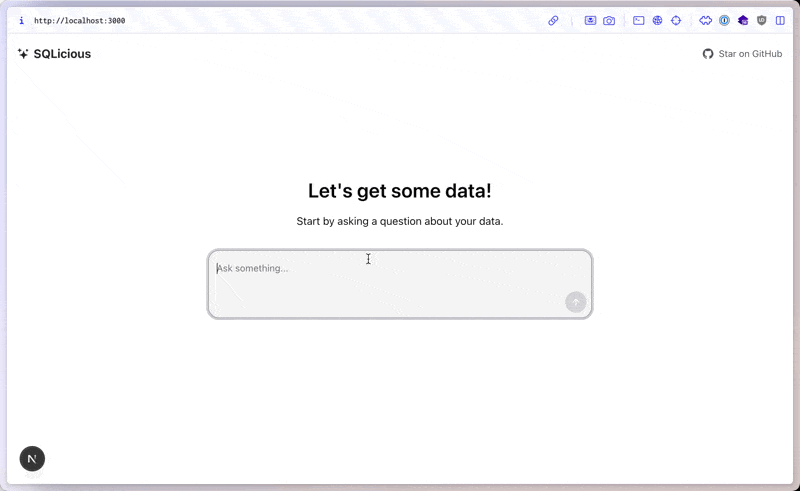 http://localhost:3000
SQLicious
Star on GitHub
Let's get some data!
Start by asking a question about your data.
Ask something...
N